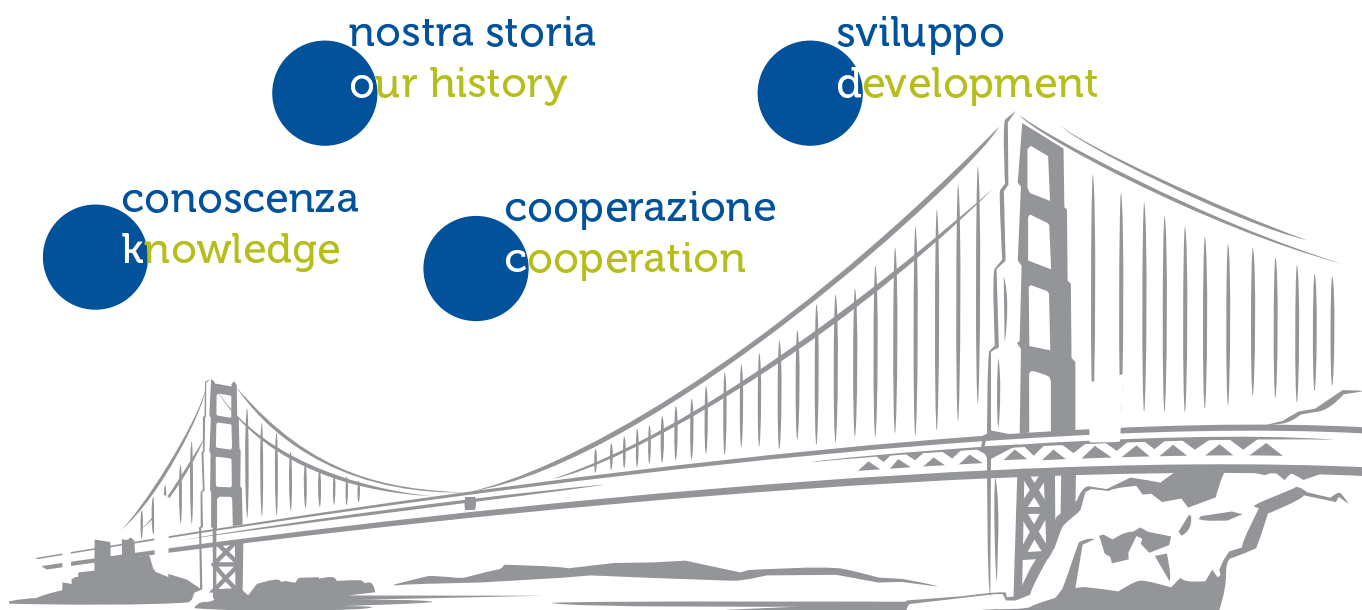 nostra storia
our history
sviluppo
development
conoscenza
knowledge
cooperazione
cooperation